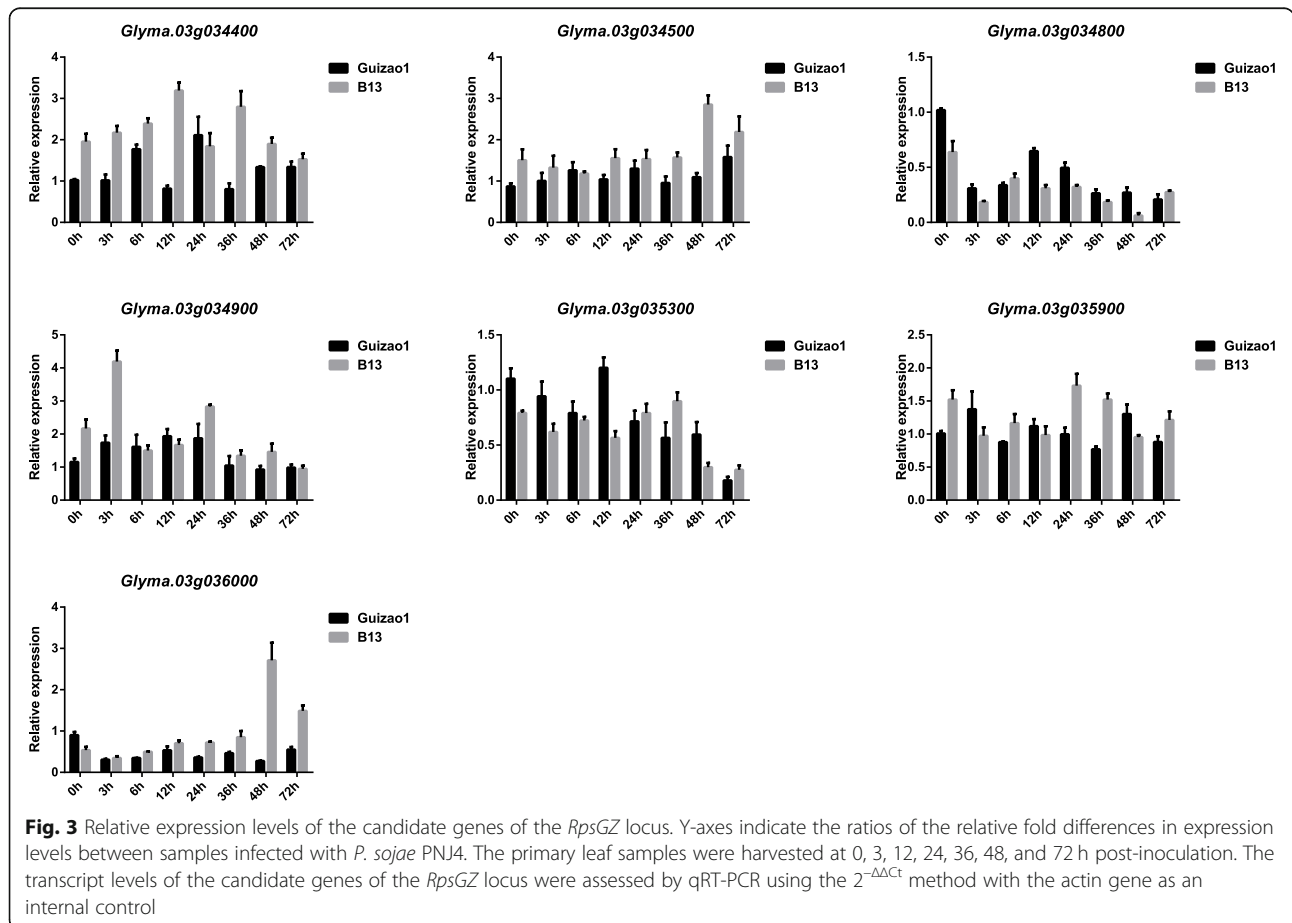 Glyma.03g034400
Relative expression
4
3
2
1
0
0h
3h
6h
12h
24h
36h
48h
72h
Guizao1
B13
Glyma.03g034500
Relative expression
4
3
2
1
0
0h
3h
6h
12h
24h
36h
48h
72h
Guizao1
B13
Glyma.03g034800
Relative expression
1.5
1.0
0.5
0.0
0h
3h
6h
12h
24h
36h
48h
72h
Guizao1
B13
Glyma.03g034900
Relative expression
5
4
3
2
1
0
0h
3h
6h
12h
24h
36h
48h
72h
Guizao1
B13
Glyma.03g035300
Relative expression
1.5
1.0
0.5
0.0
0h
3h
6h
12h
24h
36h
48h
72h
Guizao1
B13
Glyma.03g035900
Relative expression
2.5
2.0
1.5
1.0
0.5
0.0
0h
3h
6h
12h
24h
36h
48h
72h
Guizao1
B13
Glyma.03g036000
Relative expression
4
3
2
1
0
0h
3h
6h
12h
24h
36h
48h
72h
Guizao1
B13
Fig. 3 Relative expression levels of the candidate genes of the RpsGZ locus. Y-axes indicate the ratios of the relative fold differences in expression
levels between samples infected with P. sojae PNJ4. The primary leaf samples were harvested at 0, 3, 12, 24, 36, 48, and 72 h post-inoculation. The
transcript levels of the candidate genes of the RpsGZ locus were assessed by qRT-PCR using the 2−ΔΔCt method with the actin gene as an
internal control